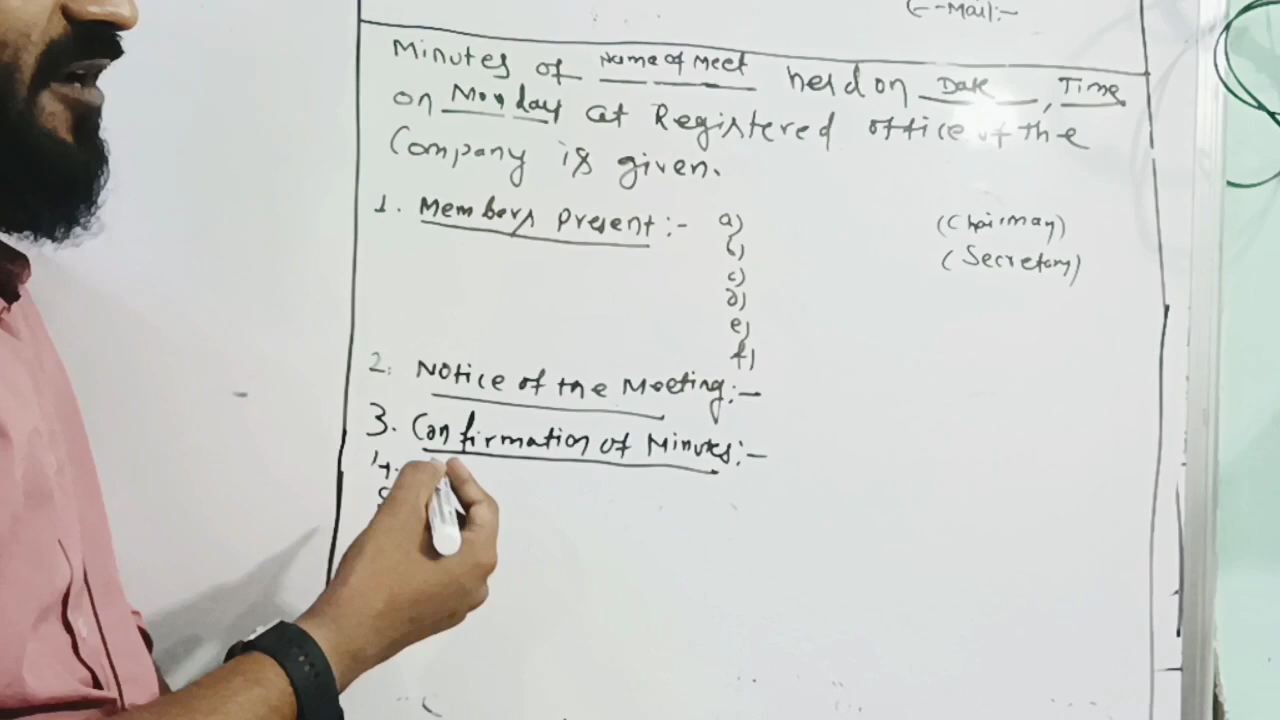 E-Mail:-
Minutes of Name of Meet held on Date, Time
on Monday at Registered office of the
Company is given.
1. Members Present:- a) (Chairman)
b) (Secretary)
c)
d)
e)
f)
2. Notice of the Meeting:-
3. Confirmation of Minutes:-
4.
5